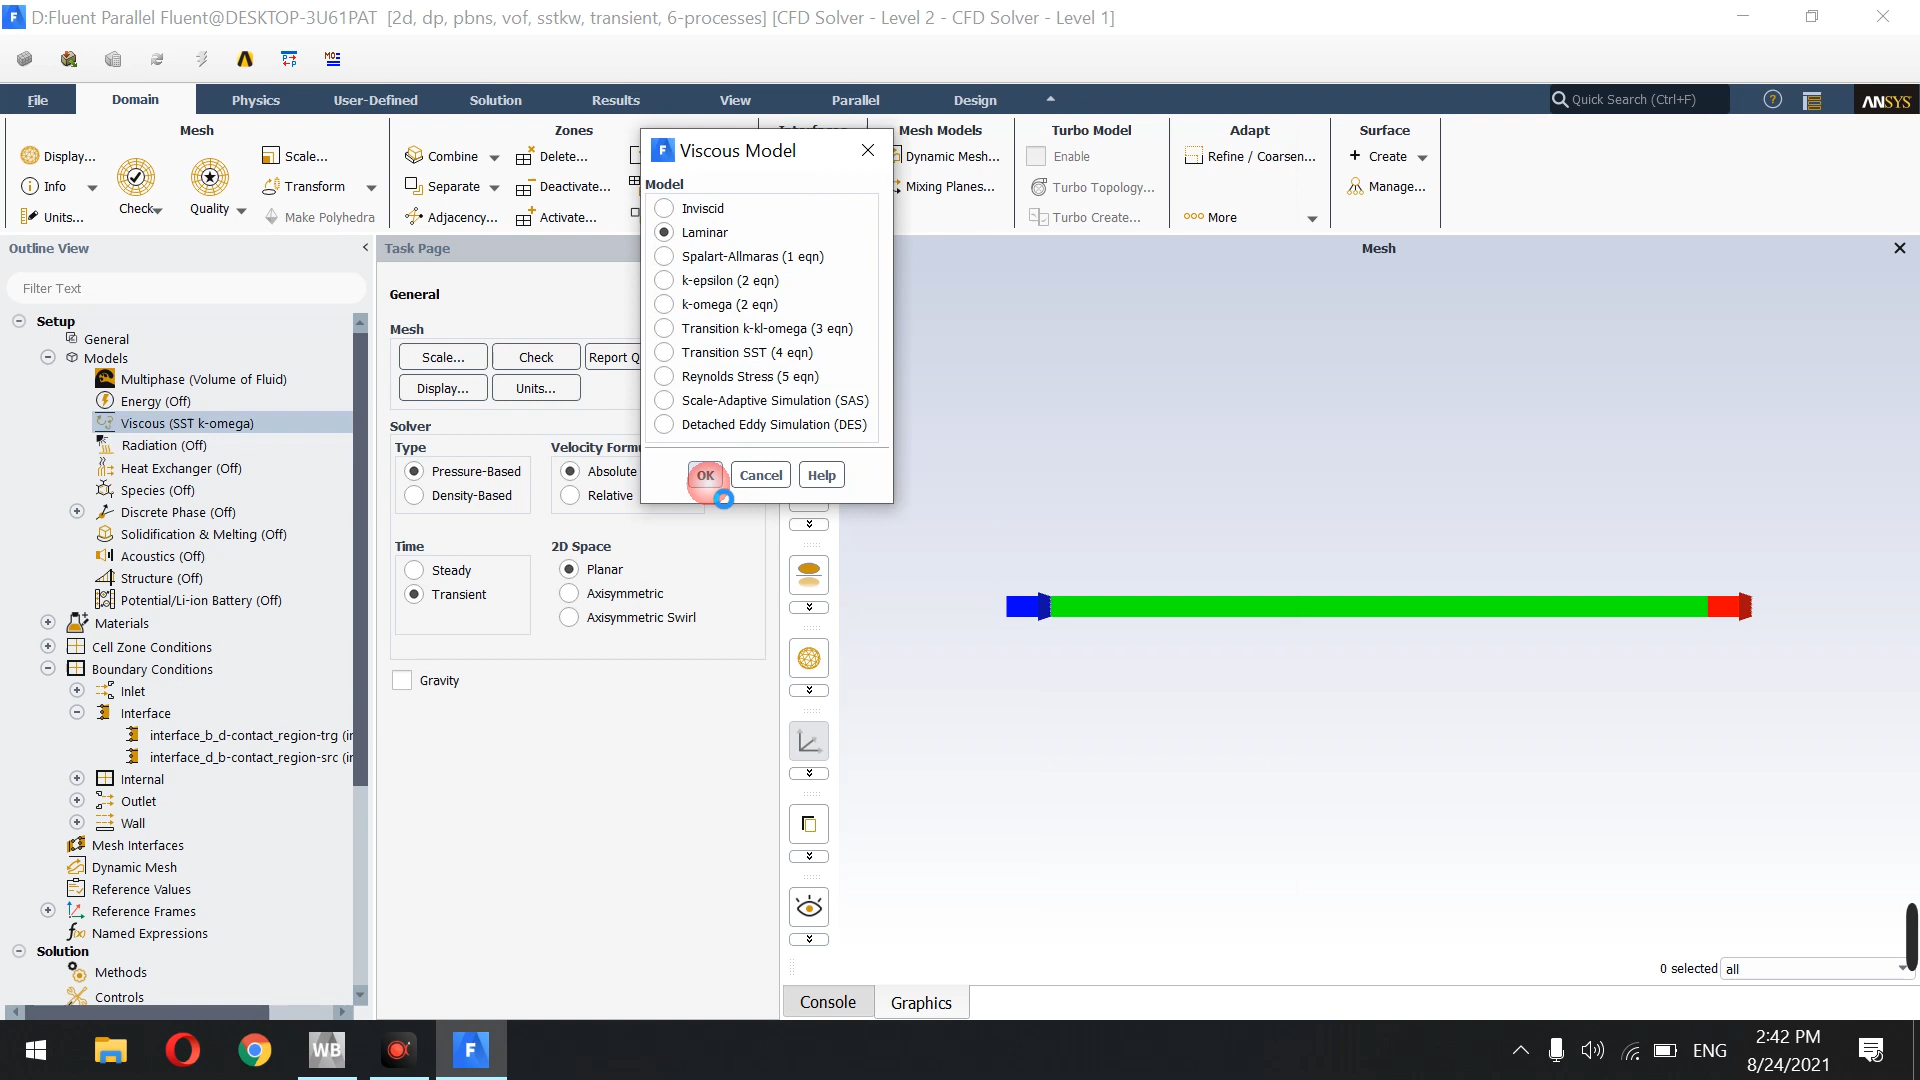 D:Fluent Parallel Fluent@DESKTOP-3U61PAT [2d, dp, pbns, vof, sstkw, transient, 6-processes] [CFD Solver - Level 2 - CFD Solver - Level 1]
File Domain Physics User-Defined Solution Results View Parallel Design Quick Search (Ctrl+F) ANSYS
Mesh
Display...
Info
Units...
Check
Quality
Scale...
Transform
Make Polyhedra
Zones
Combine
Separate
Adjacency...
Delete...
Deactivate...
Activate...
Mesh Models
Dynamic Mesh...
Mixing Planes...
Turbo Model
Enable
Turbo Topology...
Turbo Create...
Adapt
Refine / Coarsen...
More
Surface
Create
Manage...
Viscous Model
Model
Inviscid
Laminar
Spalart-Allmaras (1 eqn)
k-epsilon (2 eqn)
k-omega (2 eqn)
Transition k-kl-omega (3 eqn)
Transition SST (4 eqn)
Reynolds Stress (5 eqn)
Scale-Adaptive Simulation (SAS)
Detached Eddy Simulation (DES)
OK Cancel Help
Outline View
Filter Text
Setup
General
Models
Multiphase (Volume of Fluid)
Energy (Off)
Viscous (SST k-omega)
Radiation (Off)
Heat Exchanger (Off)
Species (Off)
Discrete Phase (Off)
Solidification & Melting (Off)
Acoustics (Off)
Structure (Off)
Potential/Li-ion Battery (Off)
Materials
Cell Zone Conditions
Boundary Conditions
Inlet
Interface
interface_b_d-contact_region-trg (i
interface_d_b-contact_region-src (i
Internal
Outlet
Wall
Mesh Interfaces
Dynamic Mesh
Reference Values
Reference Frames
Named Expressions
Solution
Methods
Controls
Task Page
General
Mesh
Scale... Check Report Q
Display... Units...
Solver
Type
Pressure-Based
Density-Based
Velocity Formu
Absolute
Relative
Time
Steady
Transient
2D Space
Planar
Axisymmetric
Axisymmetric Swirl
Gravity
Mesh
0 selected all
Console Graphics
WB
ENG
2:42 PM
8/24/2021